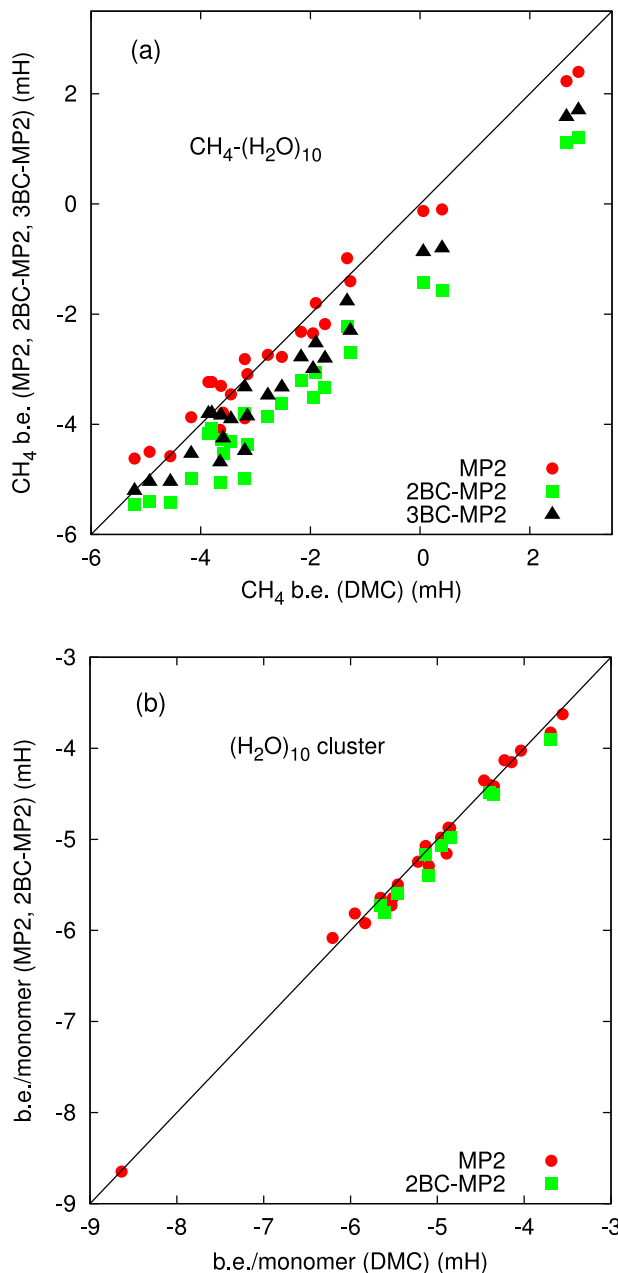 (a)
CH4-(H2O)10
CH4 b.e. (MP2, 2BC-MP2, 3BC-MP2) (mH)
2
0
-2
-4
-6
MP2
2BC-MP2
3BC-MP2
-6 -4 -2 0 2
CH4 b.e. (DMC) (mH)
-3
(b)
(H2O)10 cluster
b.e./monomer (MP2, 2BC-MP2) (mH)
-4
-5
-6
-7
-8
MP2
2BC-MP2
-9
-9 -8 -7 -6 -5 -4 -3
b.e./monomer (DMC) (mH)